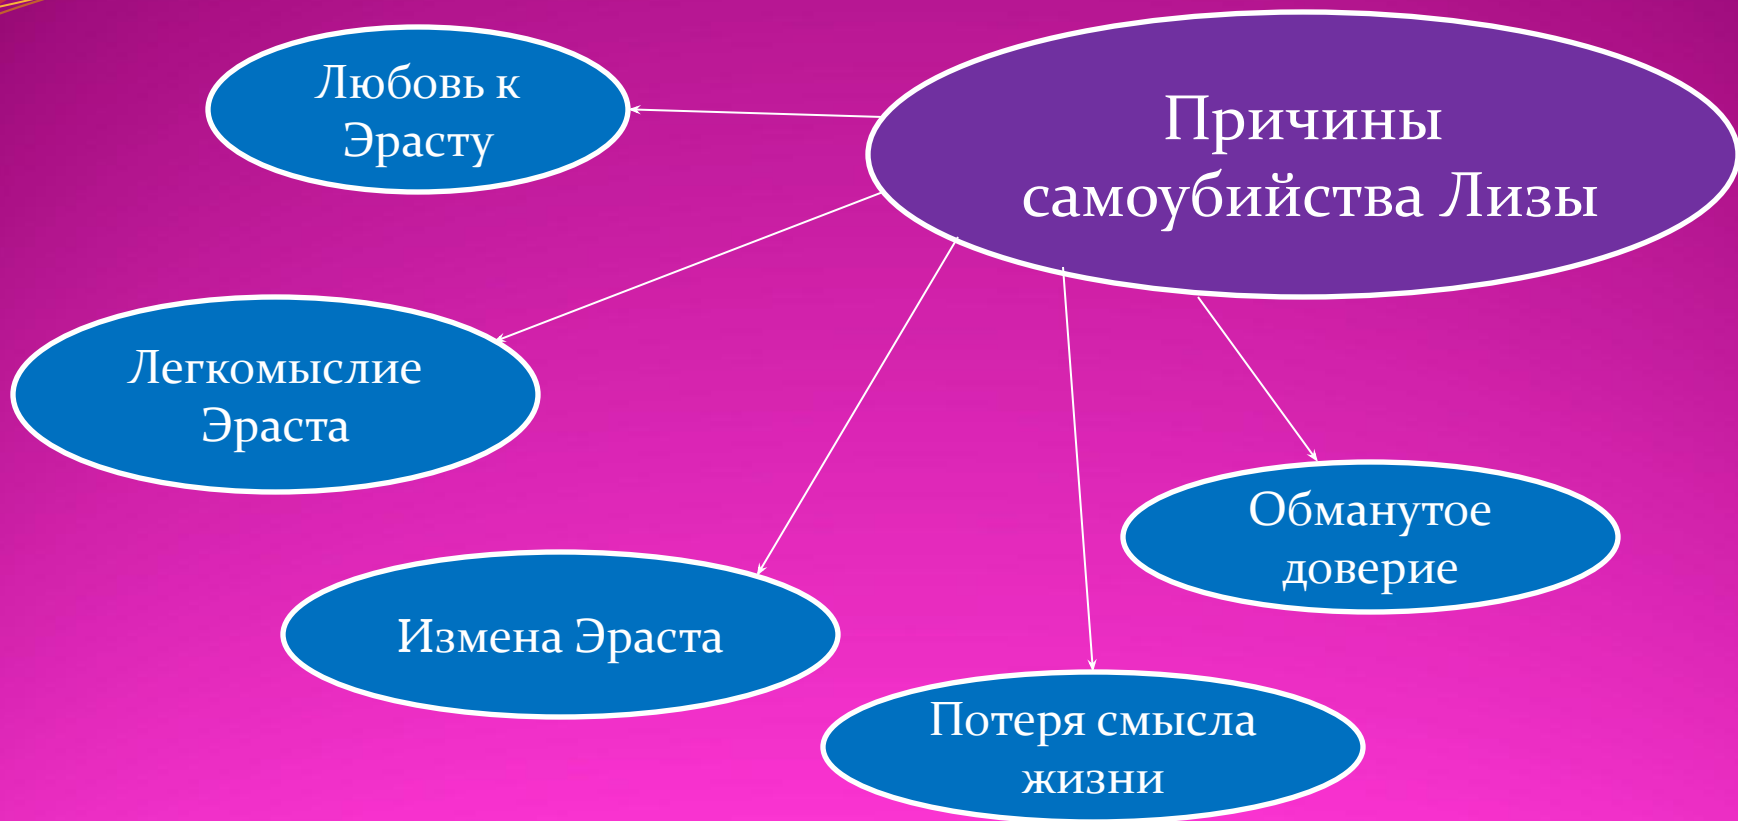 Причины
самоубийства Лизы
Любовь к
Эрасту
Легкомыслие
Эраста
Измена Эраста
Потеря смысла
жизни
Обманутое
доверие